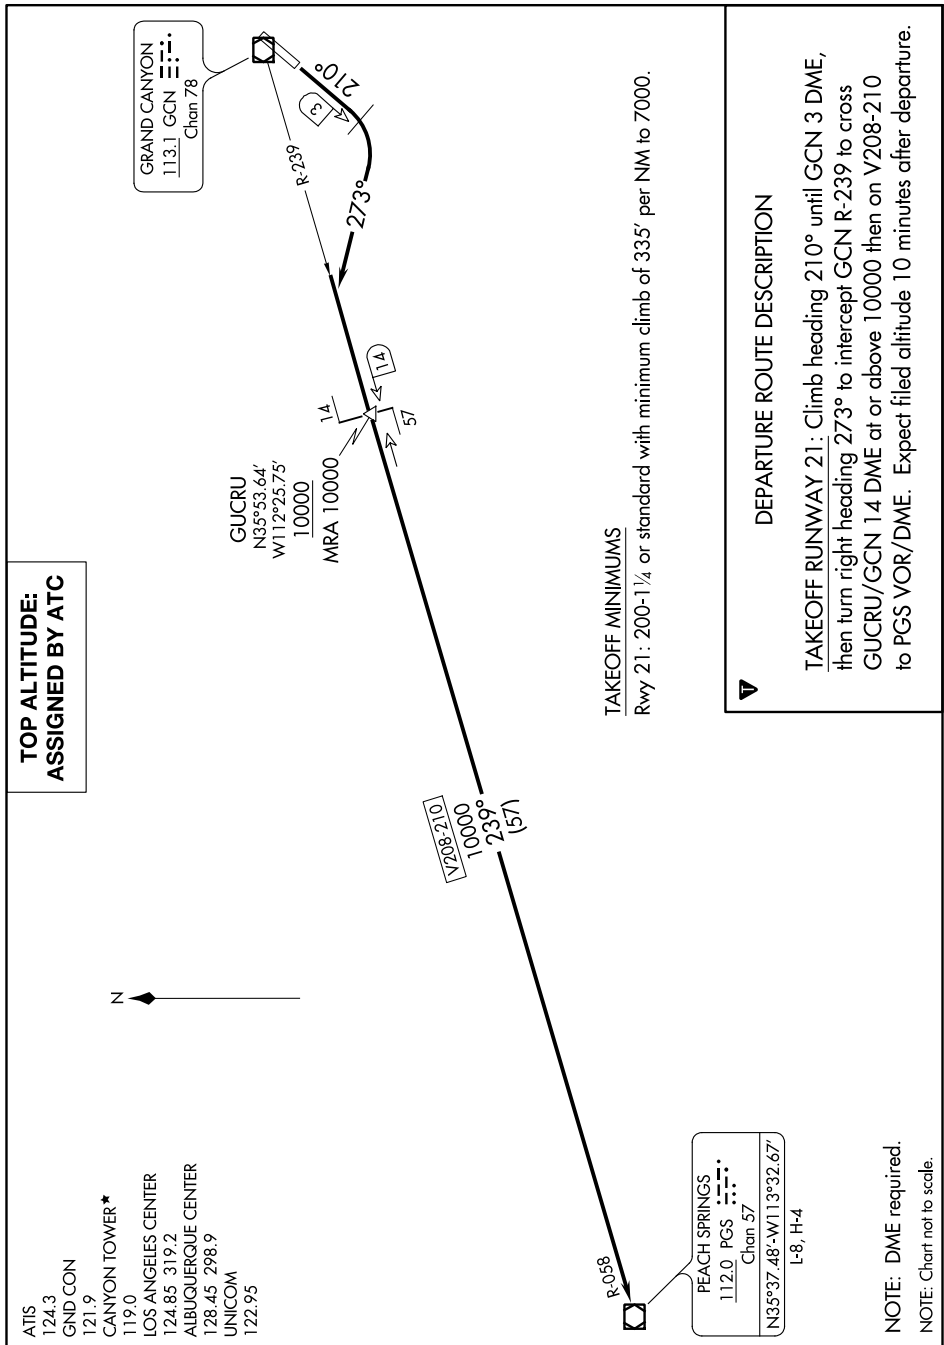 TOP ALTITUDE:
ASSIGNED BY ATC
ATIS
124.3
GND CON
121.9
CANYON TOWER★
119.0
LOS ANGELES CENTER
124.85 319.2
ALBUQUERQUE CENTER
128.45 298.9
UNICOM
122.95
N
GRAND CANYON
113.1 GCN
Chan 78
210°
3
R-239
273°
14
14
57
GUCRU
N35°53.64'
W112°25.75'
10000
MRA 10000
V208-210
10000
239°
(57)
R-058
PEACH SPRINGS
112.0 PGS
Chan 57
N35°37.48'-W113°32.67'
L-8, H-4
TAKEOFF MINIMUMS
Rwy 21: 200-1¼ or standard with minimum climb of 335' per NM to 7000.
NOTE: DME required.
NOTE: Chart not to scale.
T
DEPARTURE ROUTE DESCRIPTION
TAKEOFF RUNWAY 21: Climb heading 210° until GCN 3 DME,
then turn right heading 273° to intercept GCN R-239 to cross
GUCRU/GCN 14 DME at or above 10000 then on V208-210
to PGS VOR/DME. Expect filed altitude 10 minutes after departure.